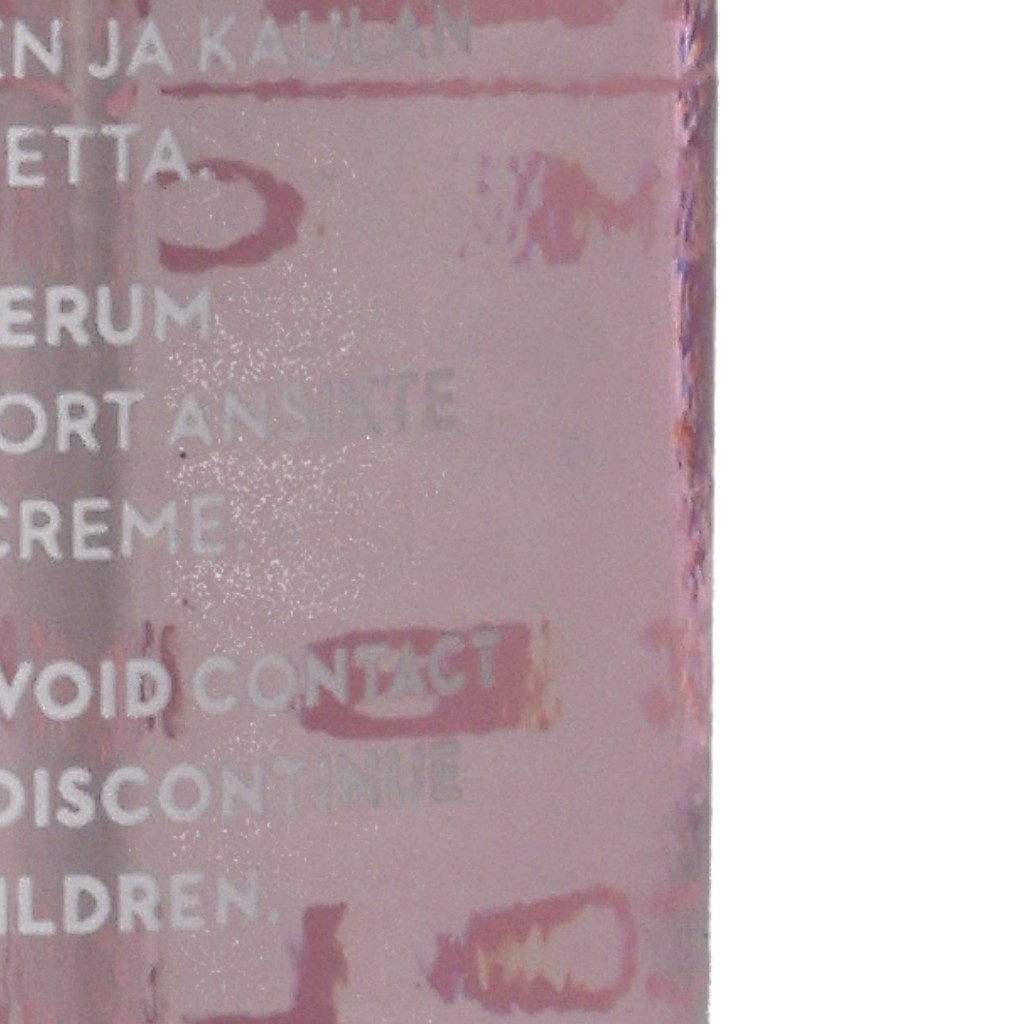 EN JA KAULAN
ETTA.
ERUM
ORT ANSIKTE
CREME.
VOID CONTACT
DISCONTINUE
ILDREN.